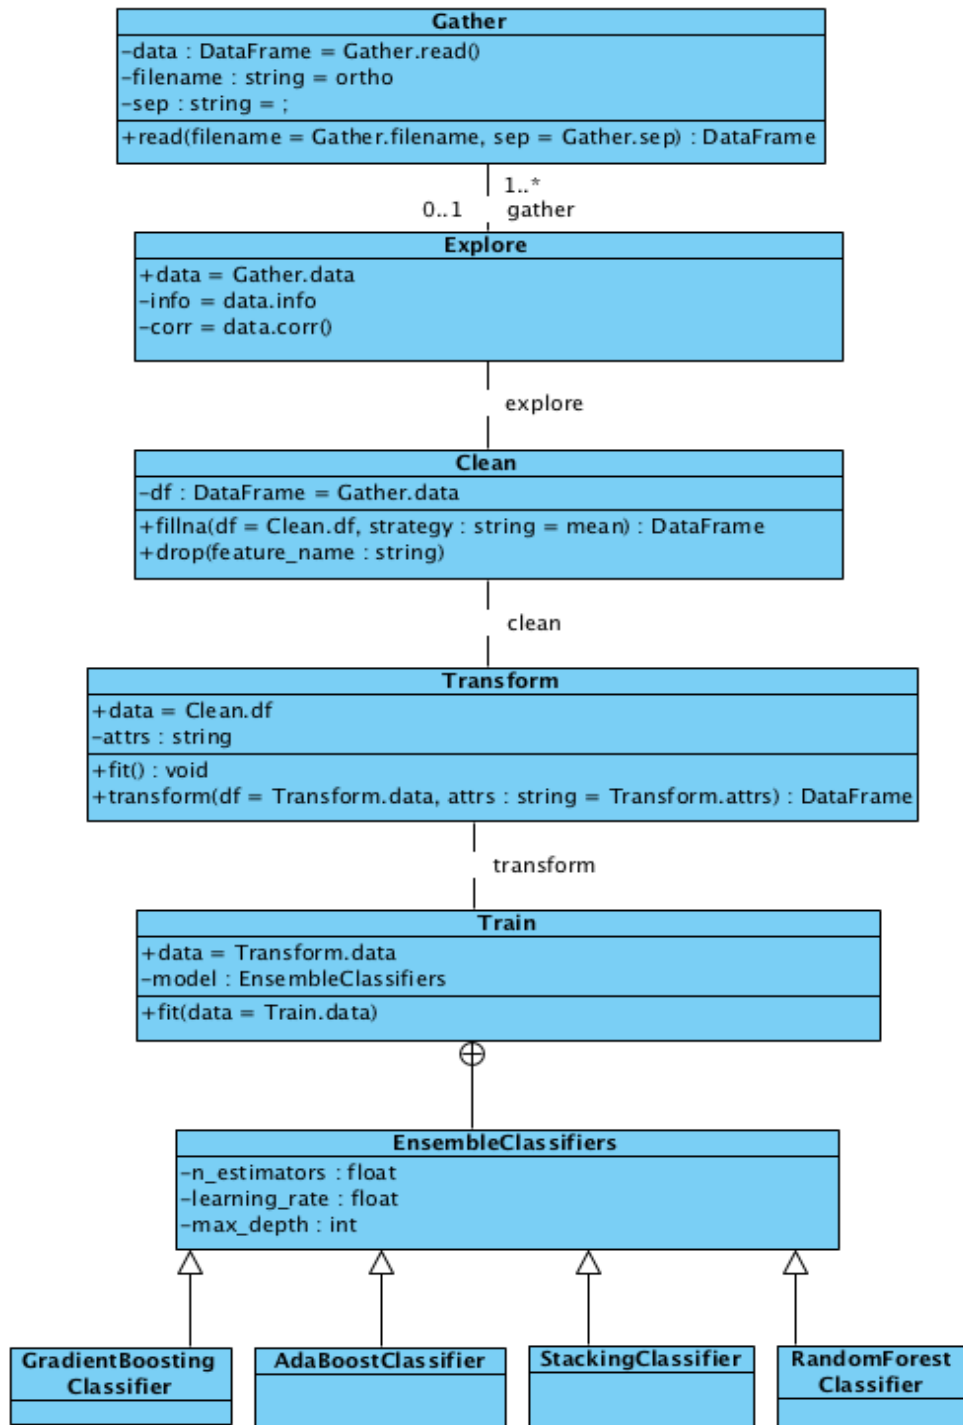 Gather
-data : DataFrame = Gather.read()
-filename : string = ortho
-sep : string = ;
+read(filename = Gather.filename, sep = Gather.sep) : DataFrame
1..*
0..1 gather
Explore
+data = Gather.data
-info = data.info
-corr = data.corr()
explore
Clean
-df : DataFrame = Gather.data
+fillna(df = Clean.df, strategy : string = mean) : DataFrame
+drop(feature_name : string)
clean
Transform
+data = Clean.df
-attrs : string
+fit() : void
+transform(df = Transform.data, attrs : string = Transform.attrs) : DataFrame
transform
Train
+data = Transform.data
-model : EnsembleClassifiers
+fit(data = Train.data)
EnsembleClassifiers
-n_estimators : float
-learning_rate : float
-max_depth : int
GradientBoosting
Classifier
AdaBoostClassifier
StackingClassifier
RandomForest
Classifier